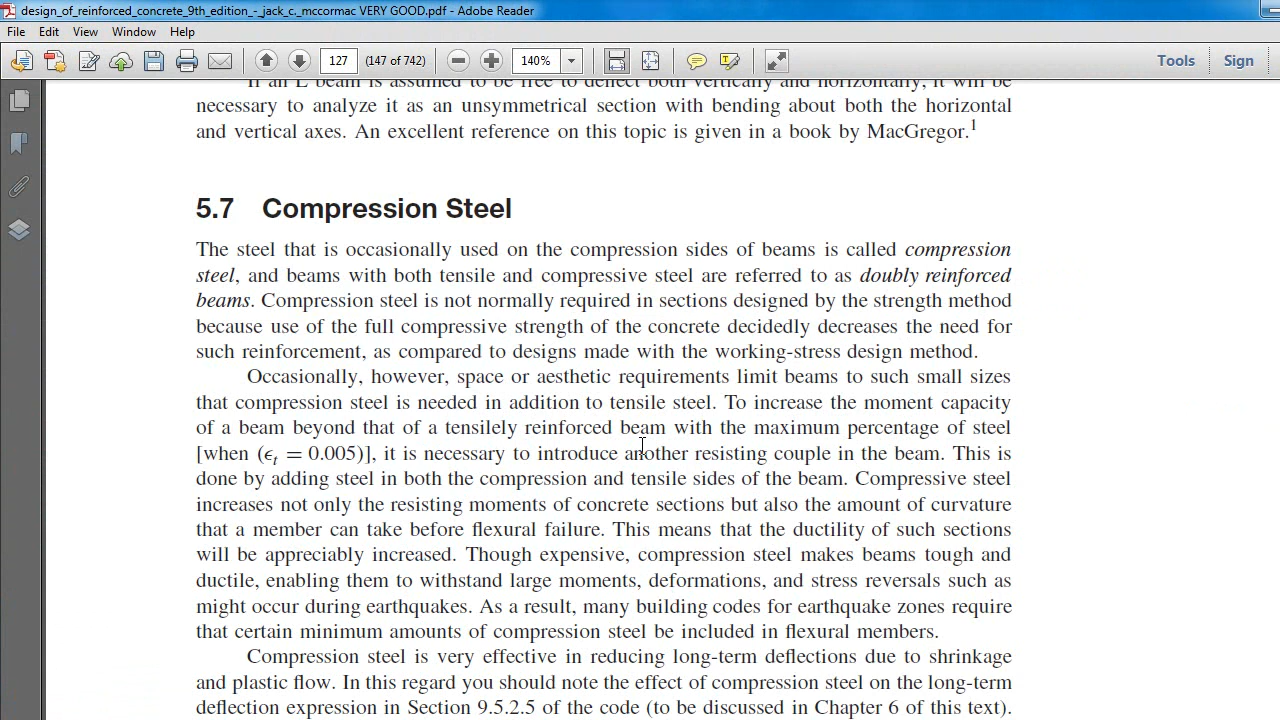 design_of_reinforced_concrete_9th_edition_-_jack_c._mccormac VERY GOOD.pdf - Adobe Reader
File Edit View Window Help
127 (147 of 742) 140% Tools Sign
If an L beam is assumed to be free to deflect both vertically and horizontally, it will be
necessary to analyze it as an unsymmetrical section with bending about both the horizontal
and vertical axes. An excellent reference on this topic is given in a book by MacGregor.¹
5.7 Compression Steel
The steel that is occasionally used on the compression sides of beams is called compression
steel, and beams with both tensile and compressive steel are referred to as doubly reinforced
beams. Compression steel is not normally required in sections designed by the strength method
because use of the full compressive strength of the concrete decidedly decreases the need for
such reinforcement, as compared to designs made with the working-stress design method.
Occasionally, however, space or aesthetic requirements limit beams to such small sizes
that compression steel is needed in addition to tensile steel. To increase the moment capacity
of a beam beyond that of a tensilely reinforced beam with the maximum percentage of steel
[when (ϵt = 0.005)], it is necessary to introduce another resisting couple in the beam. This is
done by adding steel in both the compression and tensile sides of the beam. Compressive steel
increases not only the resisting moments of concrete sections but also the amount of curvature
that a member can take before flexural failure. This means that the ductility of such sections
will be appreciably increased. Though expensive, compression steel makes beams tough and
ductile, enabling them to withstand large moments, deformations, and stress reversals such as
might occur during earthquakes. As a result, many building codes for earthquake zones require
that certain minimum amounts of compression steel be included in flexural members.
Compression steel is very effective in reducing long-term deflections due to shrinkage
and plastic flow. In this regard you should note the effect of compression steel on the long-term
deflection expression in Section 9.5.2.5 of the code (to be discussed in Chapter 6 of this text).